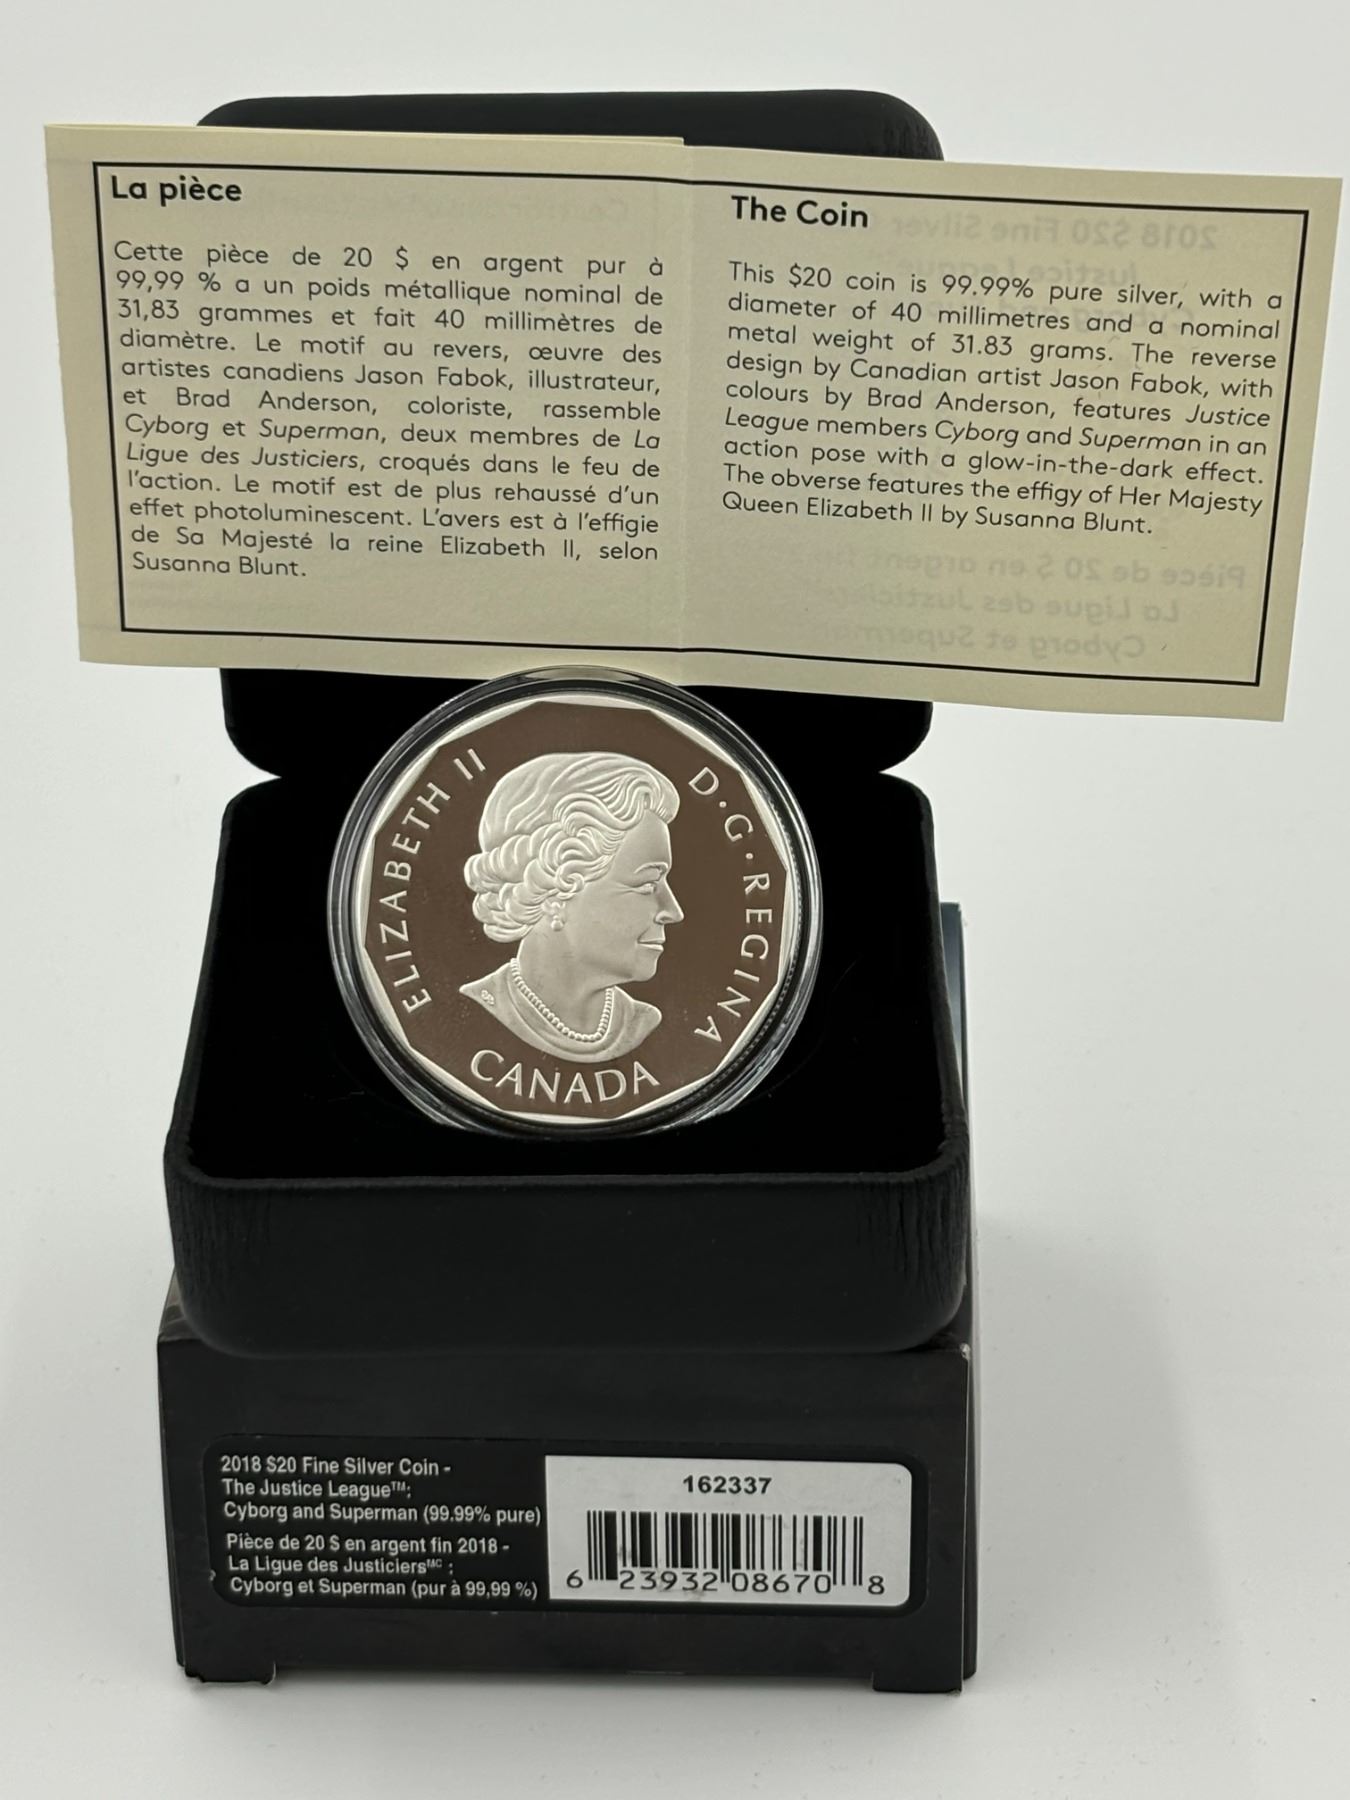 La pièce
Cette pièce de 20 $ en argent pur à
99,99 % a un poids métallique nominal de
31,83 grammes et fait 40 millimètres de
diamètre. Le motif au revers, œuvre des
artistes canadiens Jason Fabok, illustrateur,
et Brad Anderson, coloriste, rassemble
Cyborg et Superman, deux membres de La
Ligue des Justiciers, croqués dans le feu de
l'action. Le motif est de plus rehaussé d'un
effet photoluminescent. L'avers est à l'effigie
de Sa Majesté la reine Elizabeth II, selon
Susanna Blunt.
The Coin
This $20 coin is 99.99% pure silver, with a
diameter of 40 millimetres and a nominal
metal weight of 31.83 grams. The reverse
design by Canadian artist Jason Fabok, with
colours by Brad Anderson, features Justice
League members Cyborg and Superman in an
action pose with a glow-in-the-dark effect.
The obverse features the effigy of Her Majesty
Queen Elizabeth II by Susanna Blunt.
ELIZABETH II
D·G·REGINA
CANADA
2018 $20 Fine Silver Coin -
The Justice League™:
Cyborg and Superman (99.99% pure)
Pièce de 20 $ en argent fin 2018 -
La Ligue des Justiciers MC :
Cyborg et Superman (pur à 99,99 %)
162337
6 23932 08670 8